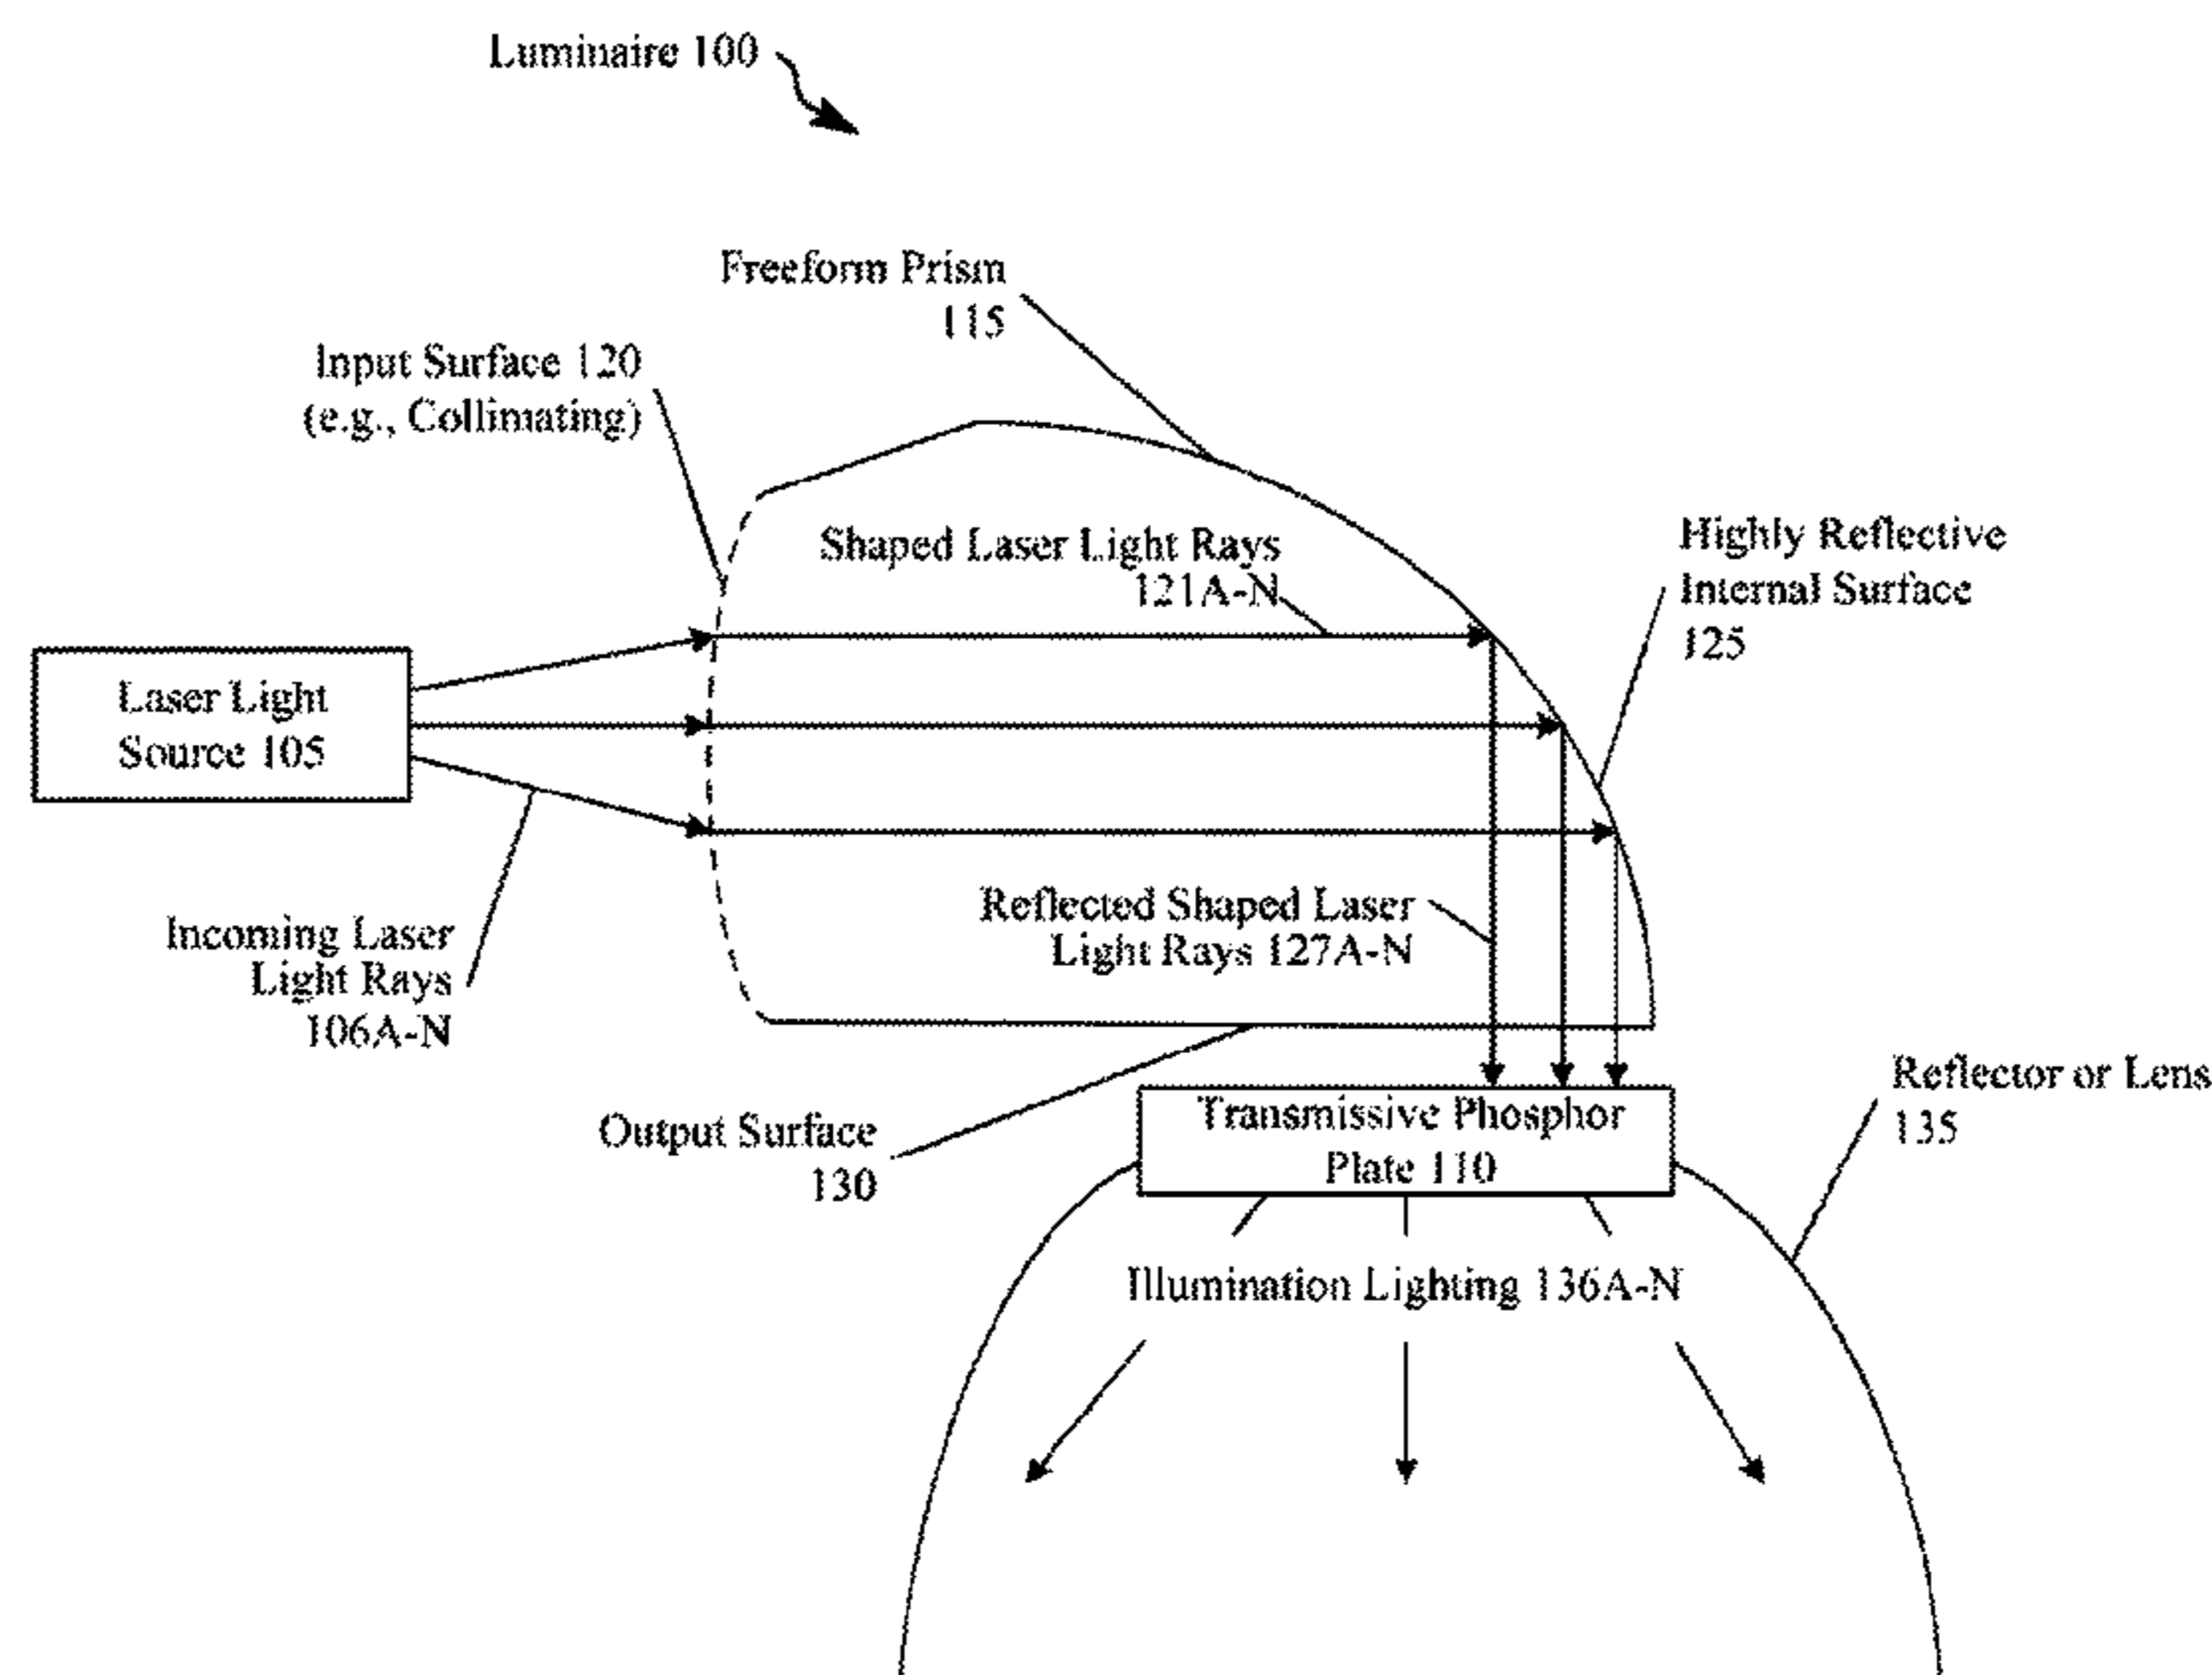 Luminaire 100
Freeform Prism
115
Input Surface 120
(e.g., Collimating)
Shaped Laser Light Rays
121A-N
Highly Reflective
Internal Surface
125
Laser Light
Source 105
Reflected Shaped Laser
Light Rays 127A-N
Incoming Laser
Light Rays
106A-N
Reflector or Lens
135
Output Surface
130
Transmissive Phosphor
Plate 110
Illumination Lighting 136A-N